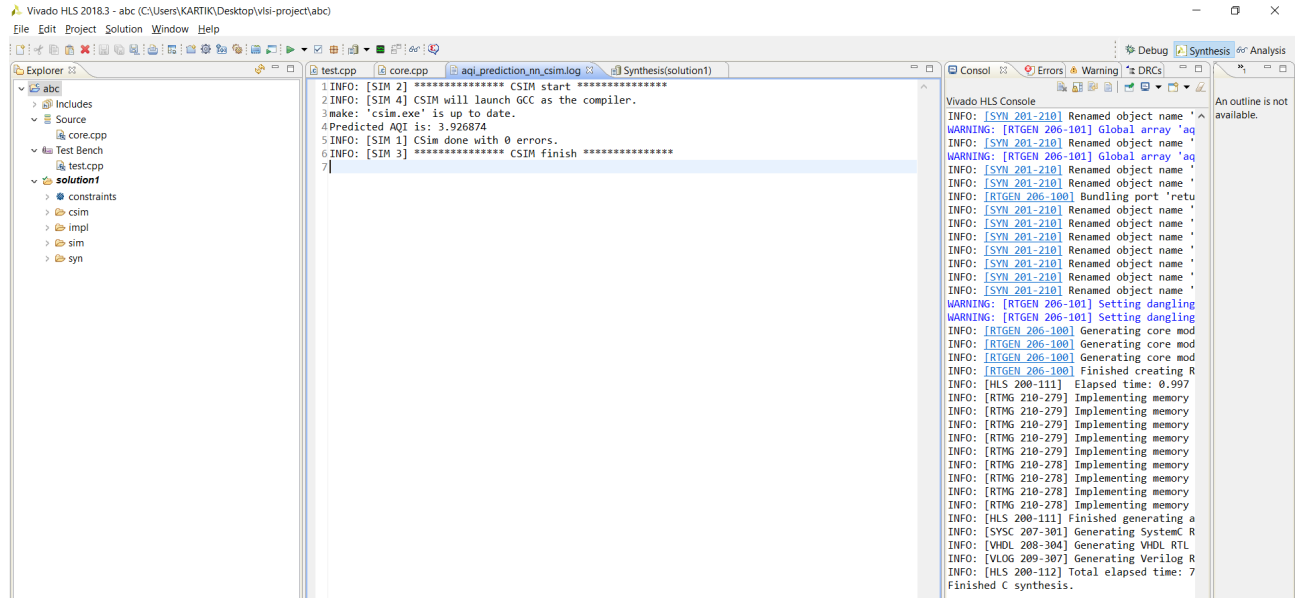 Vivado HLS 2018.3 - abc (C:\Users\KARTIK\Desktop\vlsi-project\abc)
File Edit Project Solution Window Help
Debug Synthesis Analysis
Explorer
abc
Includes
Source
core.cpp
Test Bench
test.cpp
solution1
constraints
csim
impl
sim
syn
test.cpp core.cpp aqi_prediction_nn_csim.log Synthesis(solution1)
1 INFO: [SIM 2] *************** CSIM start ***************
2 INFO: [SIM 4] CSIM will launch GCC as the compiler.
3 make: 'csim.exe' is up to date.
4 Predicted AQI is: 3.926874
5 INFO: [SIM 1] CSim done with 0 errors.
6 INFO: [SIM 3] *************** CSIM finish ***************
7
Consol Errors Warning DRCs
Vivado HLS Console
INFO: [SYN 201-210] Renamed object name '
WARNING: [RTGEN 206-101] Global array 'aq
INFO: [SYN 201-210] Renamed object name '
WARNING: [RTGEN 206-101] Global array 'aq
INFO: [SYN 201-210] Renamed object name '
INFO: [SYN 201-210] Renamed object name '
INFO: [RTGEN 206-100] Bundling port 'retu
INFO: [SYN 201-210] Renamed object name '
INFO: [SYN 201-210] Renamed object name '
INFO: [SYN 201-210] Renamed object name '
INFO: [SYN 201-210] Renamed object name '
INFO: [SYN 201-210] Renamed object name '
INFO: [SYN 201-210] Renamed object name '
INFO: [SYN 201-210] Renamed object name '
WARNING: [RTGEN 206-101] Setting dangling
WARNING: [RTGEN 206-101] Setting dangling
INFO: [RTGEN 206-100] Generating core mod
INFO: [RTGEN 206-100] Generating core mod
INFO: [RTGEN 206-100] Generating core mod
INFO: [RTGEN 206-100] Finished creating R
INFO: [HLS 200-111]  Elapsed time: 0.997
INFO: [RTMG 210-279] Implementing memory
INFO: [RTMG 210-279] Implementing memory
INFO: [RTMG 210-279] Implementing memory
INFO: [RTMG 210-279] Implementing memory
INFO: [RTMG 210-279] Implementing memory
INFO: [RTMG 210-278] Implementing memory
INFO: [RTMG 210-278] Implementing memory
INFO: [RTMG 210-278] Implementing memory
INFO: [RTMG 210-278] Implementing memory
INFO: [HLS 200-111] Finished generating a
INFO: [SYSC 207-301] Generating SystemC R
INFO: [VHDL 208-304] Generating VHDL RTL
INFO: [VLOG 209-307] Generating Verilog R
INFO: [HLS 200-112] Total elapsed time: 7
Finished C synthesis.
An outline is not
available.